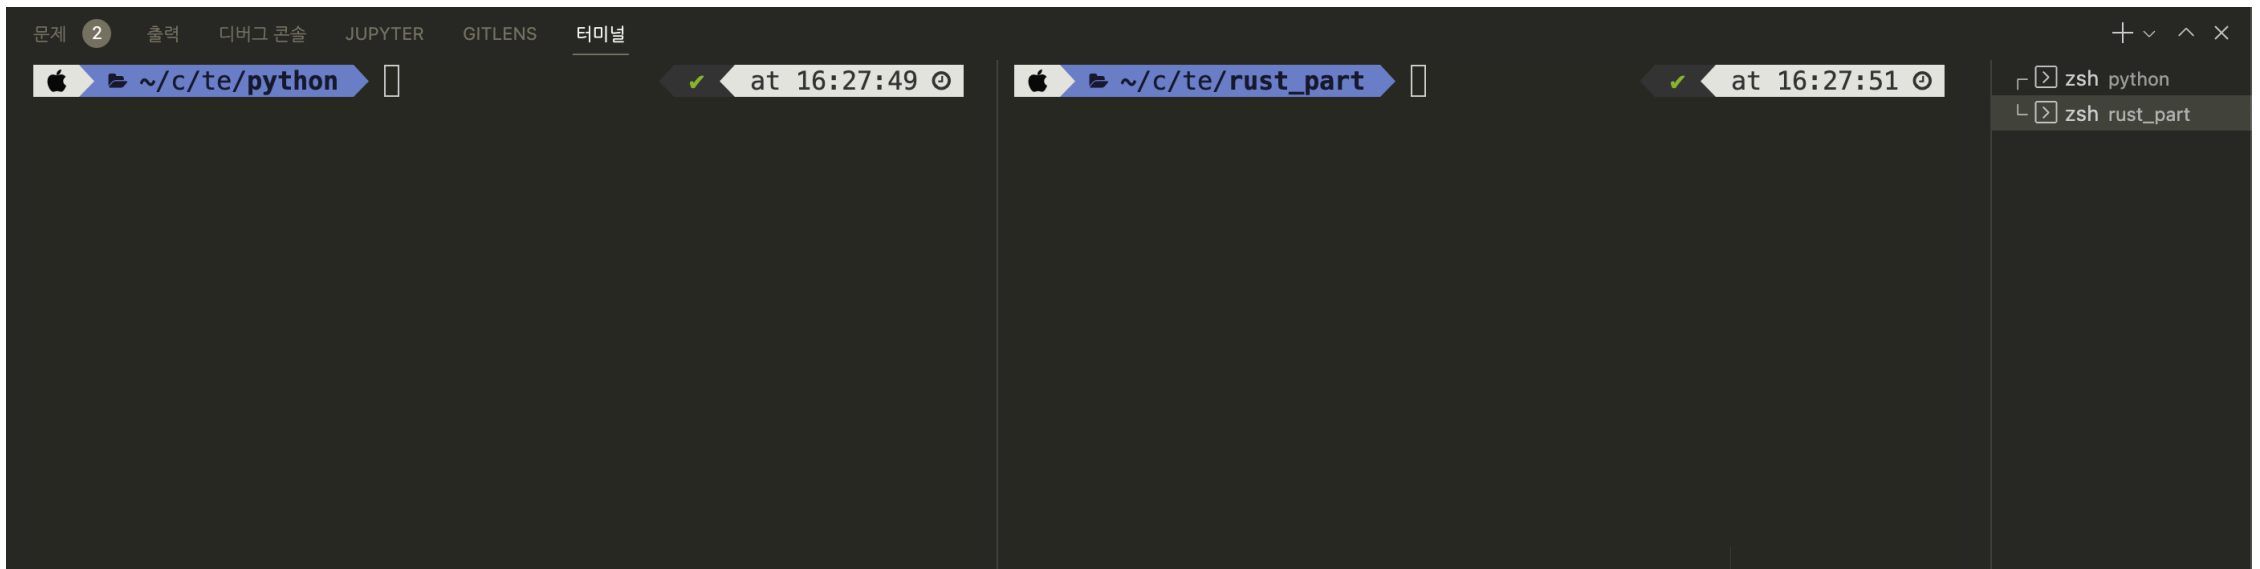 문제 2 출력 디버그 콘솔 JUPYTER GITLENS 터미널
~/c/te/python ✔ at 16:27:49
~/c/te/rust_part ✔ at 16:27:51
zsh python
zsh rust_part